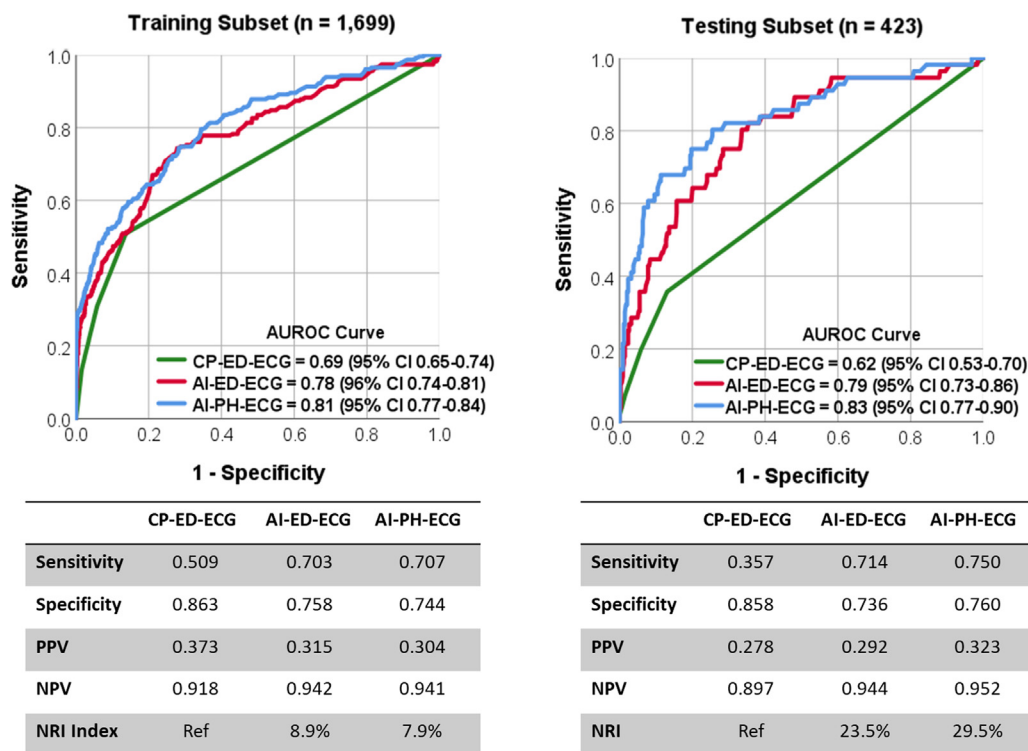 Training Subset (n = 1,699)
1.0
0.8
0.6
0.4
0.2
0.0
0.0 0.2 0.4 0.6 0.8 1.0
Sensitivity
AUROC Curve
CP-ED-ECG = 0.69 (95% CI 0.65-0.74)
AI-ED-ECG = 0.78 (96% CI 0.74-0.81)
AI-PH-ECG = 0.81 (95% CI 0.77-0.84)
1 - Specificity
CP-ED-ECG AI-ED-ECG AI-PH-ECG
Sensitivity 0.509 0.703 0.707
Specificity 0.863 0.758 0.744
PPV 0.373 0.315 0.304
NPV 0.918 0.942 0.941
NRI Index Ref 8.9% 7.9%
Testing Subset (n = 423)
1.0
0.8
0.6
0.4
0.2
0.0
0.0 0.2 0.4 0.6 0.8 1.0
Sensitivity
AUROC Curve
CP-ED-ECG = 0.62 (95% CI 0.53-0.70)
AI-ED-ECG = 0.79 (95% CI 0.73-0.86)
AI-PH-ECG = 0.83 (95% CI 0.77-0.90)
1 - Specificity
CP-ED-ECG AI-ED-ECG AI-PH-ECG
Sensitivity 0.357 0.714 0.750
Specificity 0.858 0.736 0.760
PPV 0.278 0.292 0.323
NPV 0.897 0.944 0.952
NRI Ref 23.5% 29.5%